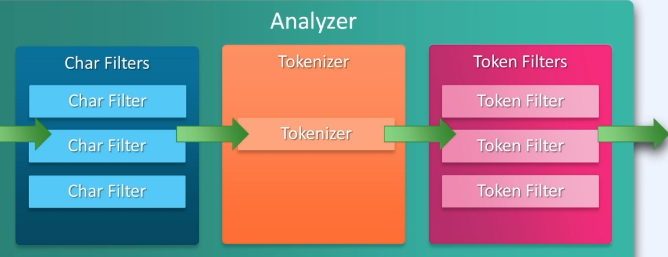 Analyzer
Char Filters
Char Filter
Char Filter
Char Filter
Tokenizer
Tokenizer
Token Filters
Token Filter
Token Filter
Token Filter